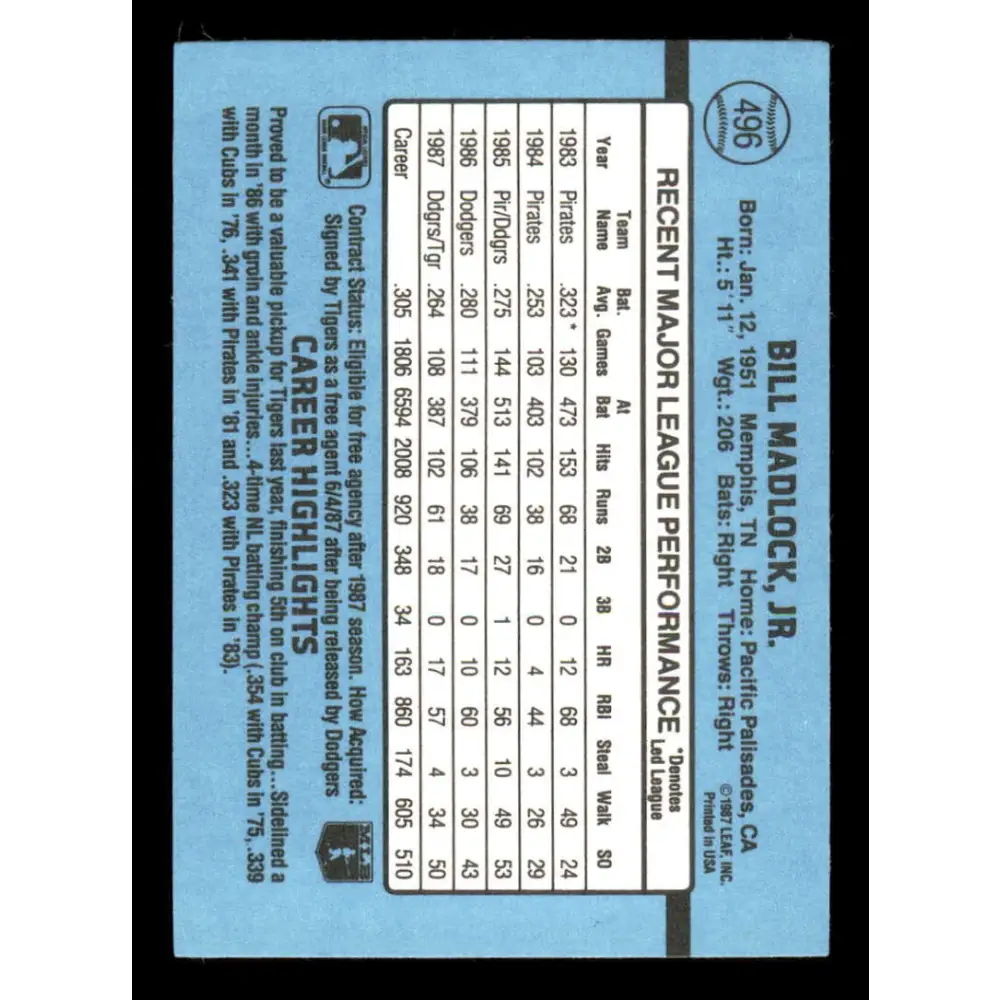 496
BILL MADLOCK, JR.
Born: Jan. 12, 1951 Memphis, TN Home: Pacific Palisades, CA
Ht.: 5'11" Wgt.: 206 Bats: Right Throws: Right
©1987 LEAF, INC.
Printed in USA
RECENT MAJOR LEAGUE PERFORMANCE
*Denotes
Led League
Year Team Name Bat. Avg. Games At Bat Hits Runs 2B 3B HR RBI Steal Walk SO
1983 Pirates .323* 130 473 153 68 21 0 12 68 3 49 24
1984 Pirates .253 103 403 102 38 16 0 4 44 3 26 29
1985 Pir/Ddgrs .275 144 513 141 69 27 1 12 56 10 49 53
1986 Dodgers .280 111 379 106 38 17 0 10 60 3 30 43
1987 Ddgrs/Tgr .264 108 387 102 61 18 0 17 57 4 34 50
Career .305 1806 6594 2008 920 348 34 163 860 174 605 510
Contract Status: Eligible for free agency after 1987 season. How Acquired:
Signed by Tigers as a free agent 6/4/87 after being released by Dodgers
MLB
CAREER HIGHLIGHTS
Proved to be a valuable pickup for Tigers last year, finishing 5th on club in batting...Sidelined a
month in '86 with groin and ankle injuries...4-time NL batting champ (.354 with Cubs in '75, .339
with Cubs in '76, .341 with Pirates in '81 and .323 with Pirates in '83).